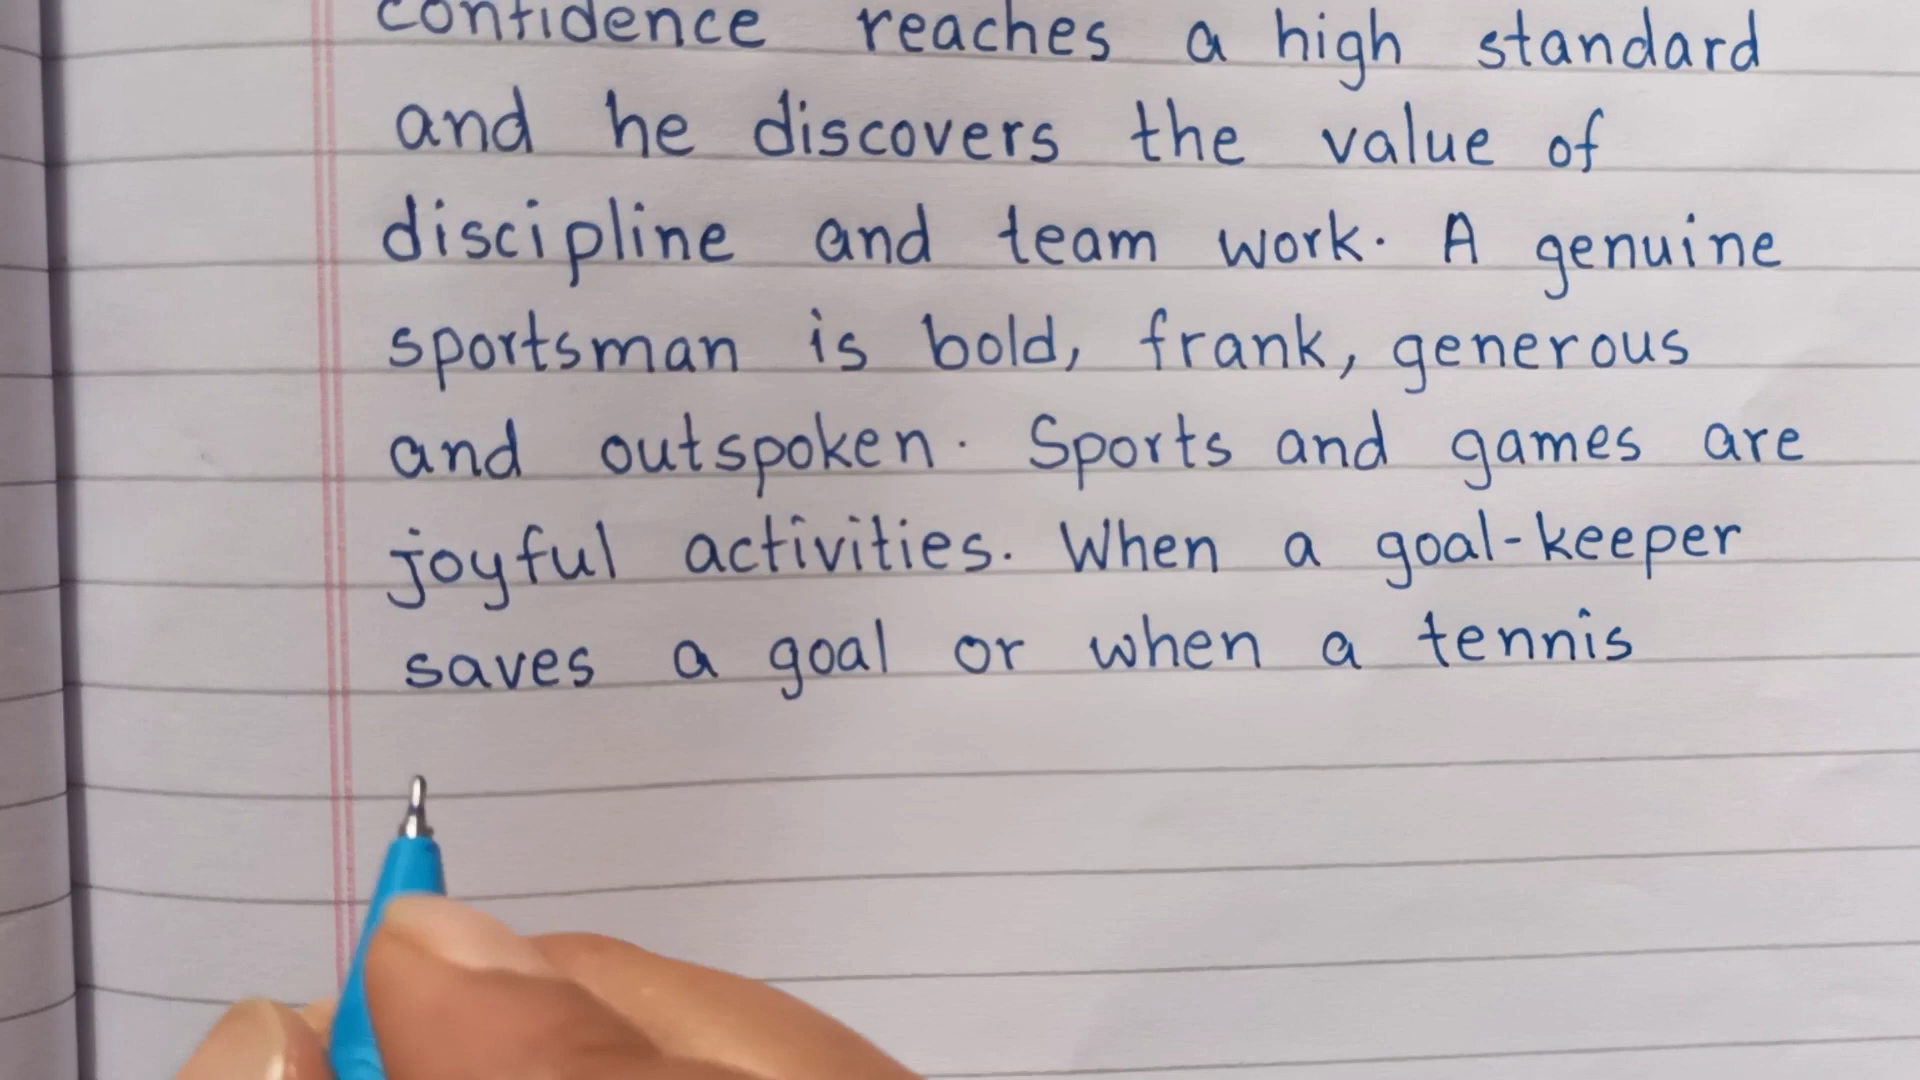 confidence reaches a high standard
and he discovers the value of
discipline and team work. A genuine
sportsman is bold, frank, generous
and outspoken. Sports and games are
joyful activities. When a goal-keeper
saves a goal or when a tennis